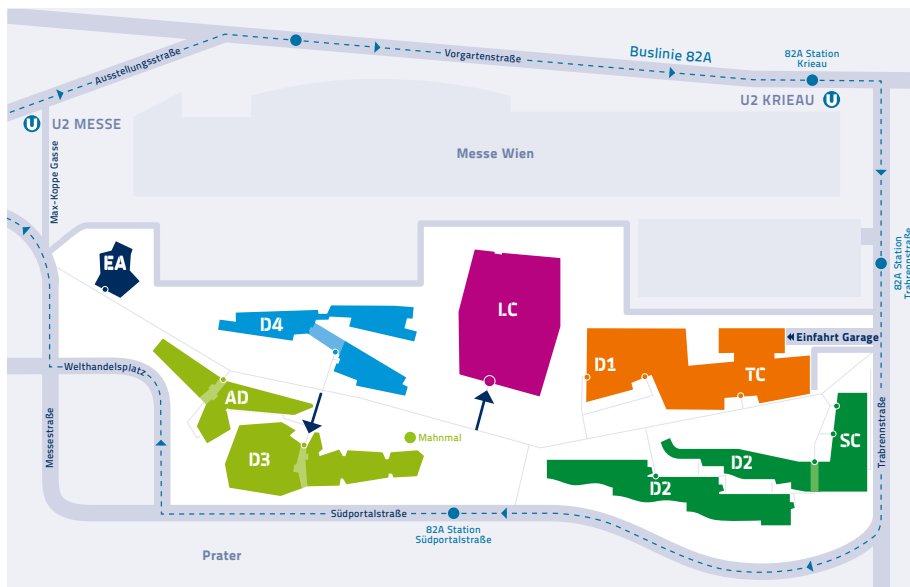 Buslinie 82A
Vorgartenstraße
82A Station
Krieau
Ausstellungsstraße
U2 KRIEAU U
U U2 MESSE
Messe Wien
Max-Koppe Gasse
82A Station
Trabrennstraße
EA
LC
D4
Einfahrt Garage
D1
TC
Welthandelsplatz
AD
Messestraße
Mahnmal
SC
Trabrennstraße
D3
D2
D2
Südportalstraße
82A Station
Südportalstraße
Prater